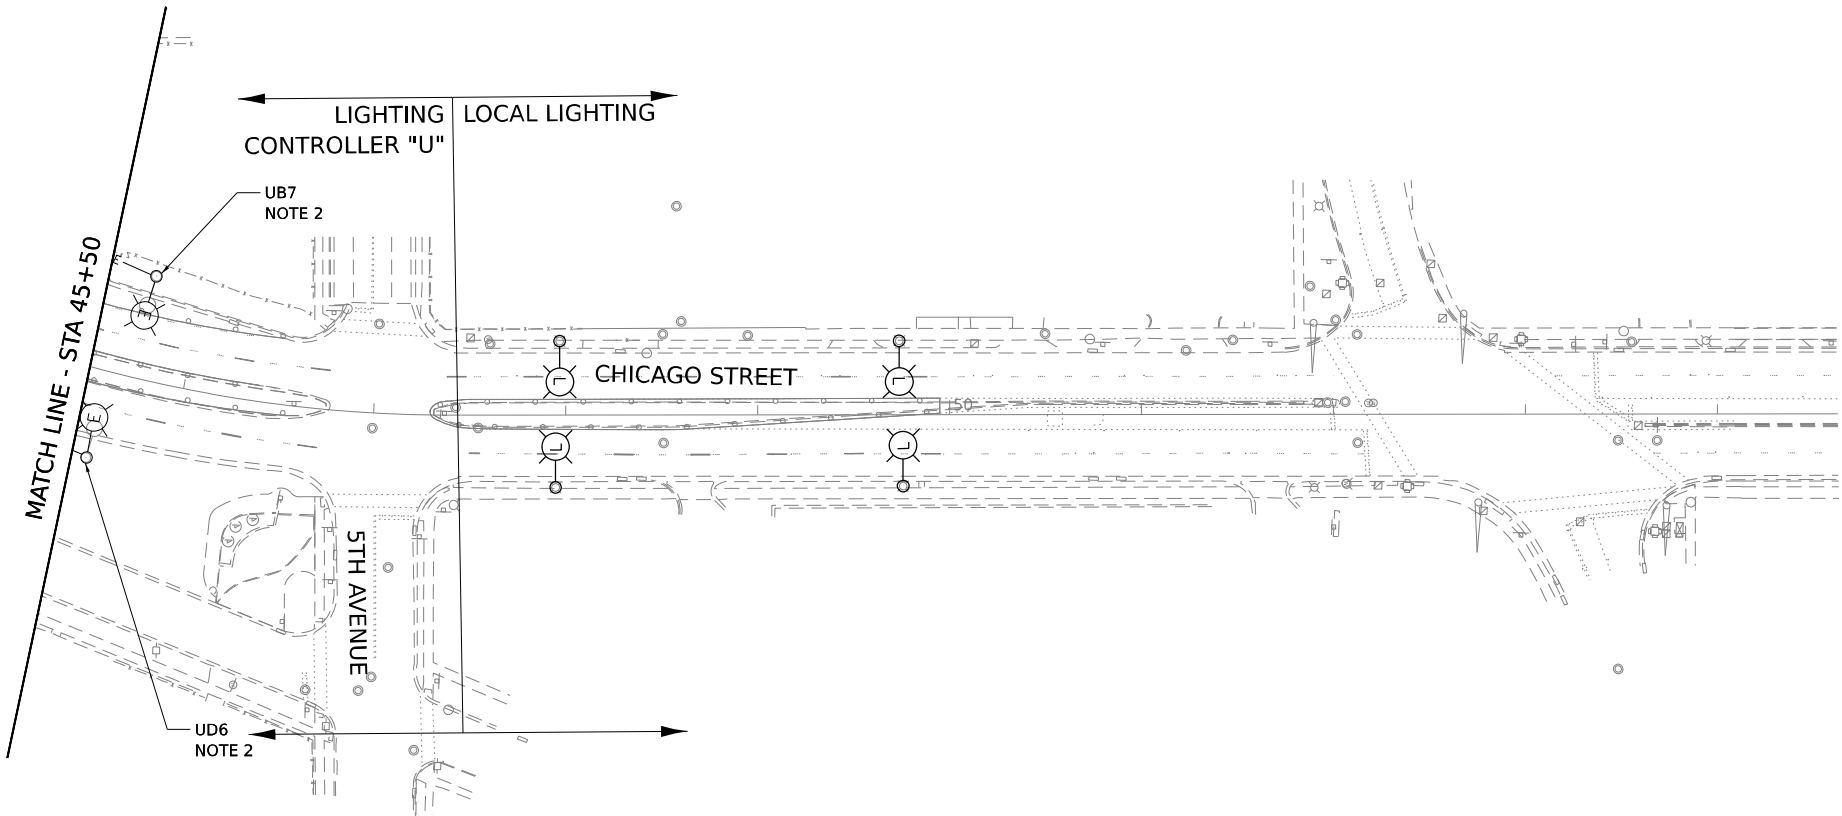 LIGHTING
CONTROLLER "U"
LOCAL LIGHTING
UB7
NOTE 2
MATCH LINE - STA 45+50
E
E
L
L
CHICAGO STREET
50
L
L
A
A
A
5TH AVENUE
UD6
NOTE 2